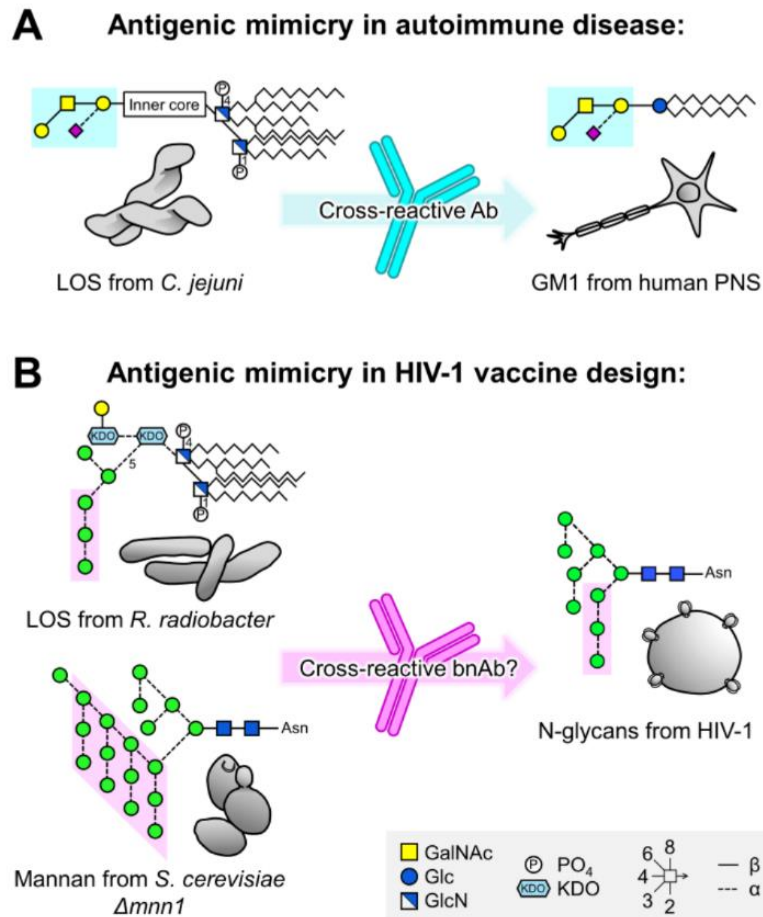 A Antigenic mimicry in autoimmune disease:
P
4
Inner core
1
P
Cross-reactive Ab
LOS from C. jejuni
GM1 from human PNS
B Antigenic mimicry in HIV-1 vaccine design:
KDO KDO
P
4
5
1
P
Asn
LOS from R. radiobacter
Cross-reactive bnAb?
N-glycans from HIV-1
Asn
Mannan from S. cerevisiae
Δmnn1
GalNAc
Glc
GlcN
P PO4
KDO KDO
6 8
4
3 2
β
α